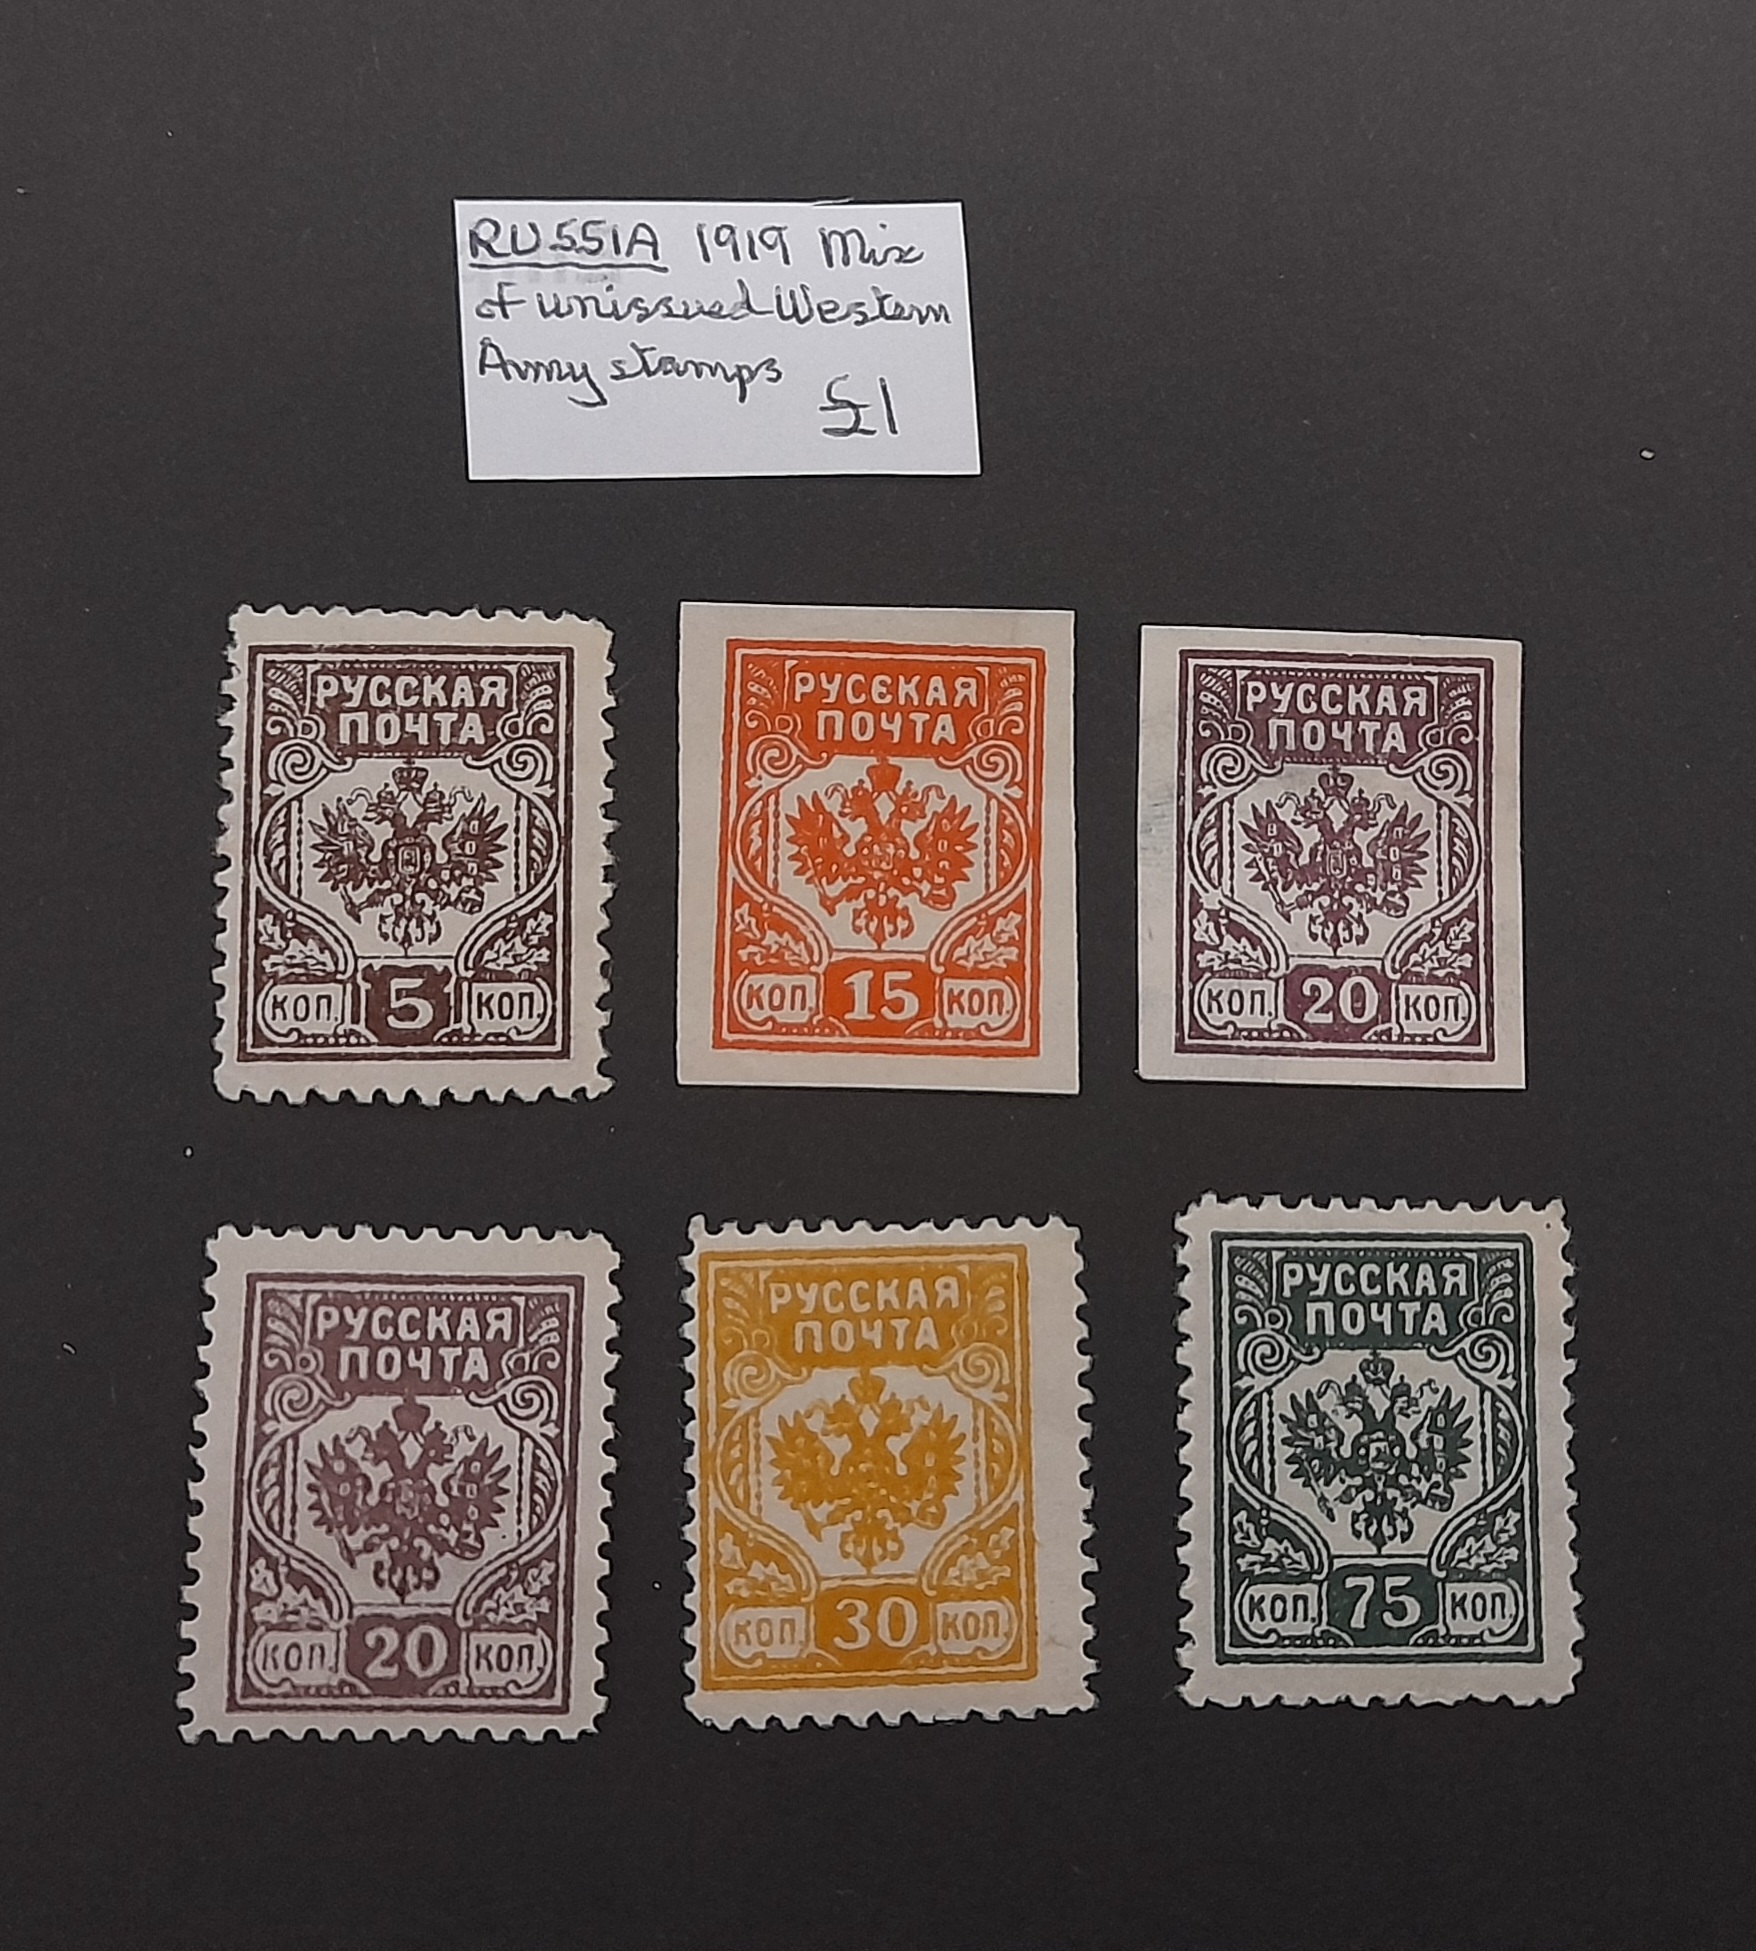 RUSSIA 1919 Mix
of unissued Western
Army stamps
£1
РУССКАЯ
ПОЧТА
КОП. 5 КОП.
РУСЄКАЯ
ПОЧТА
КОП. 15 КОП.
РУССКАЯ
ПОЧТА
КОП. 20 КОП.
РУССКАЯ
ПОЧТА
КОП. 20 КОП.
РУССКАЯ
ПОЧТА
КОП. 30 КОП.
РУССКАЯ
ПОЧТА
КОП. 75 КОП.